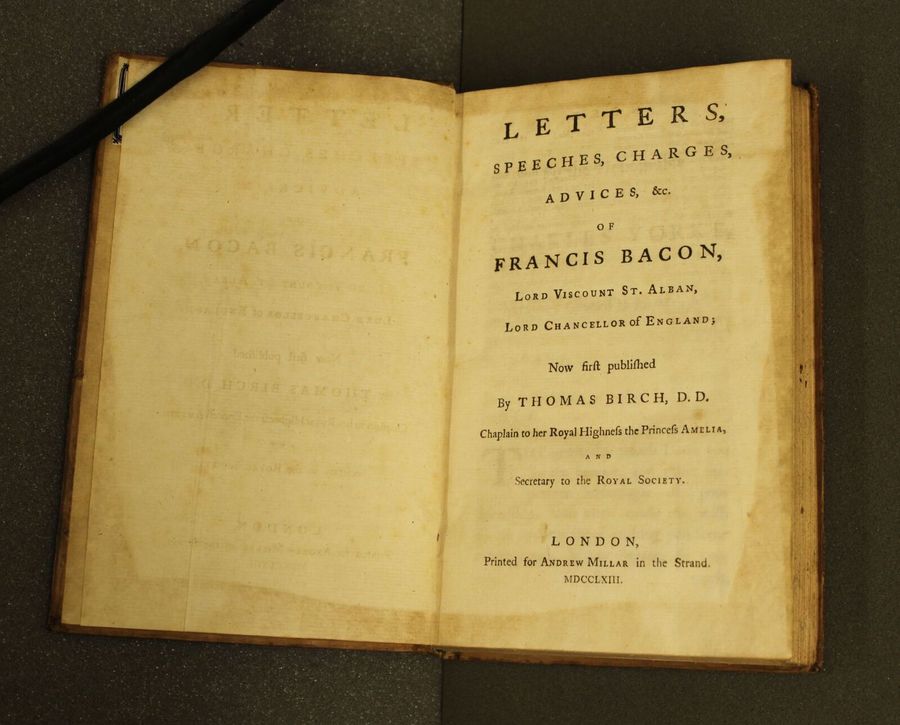 LETTERS,
SPEECHES, CHARGES,
ADVICES, &c.
OF
FRANCIS BACON,
LORD VISCOUNT ST. ALBAN,
LORD CHANCELLOR of ENGLAND;
Now firſt publiſhed
By THOMAS BIRCH, D. D.
Chaplain to her Royal Highneſs the Princeſs AMELIA,
AND
Secretary to the ROYAL SOCIETY.
LONDON,
Printed for ANDREW MILLAR in the Strand.
MDCCLXIII.